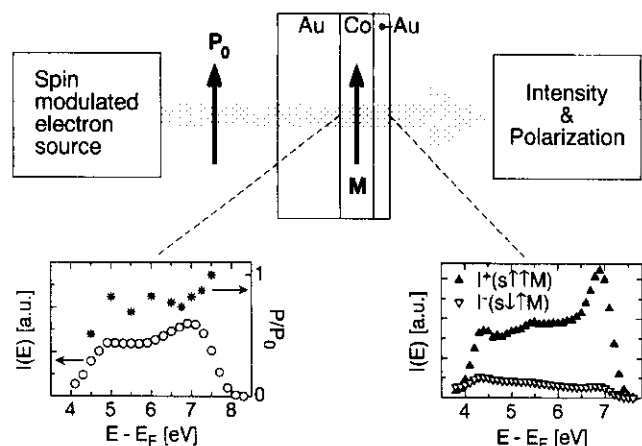 Au Co Au
P0
Spin
modulated
electron
source
Intensity
&
Polarization
M
I(E) [a.u.]
1
P/P0
0
4 5 6 7 8
E - EF [eV]
I(E) [a.u.]
▲ I+(s↑↑M)
▽ I-(s↓↑M)
4 5 6 7
E - EF [eV]